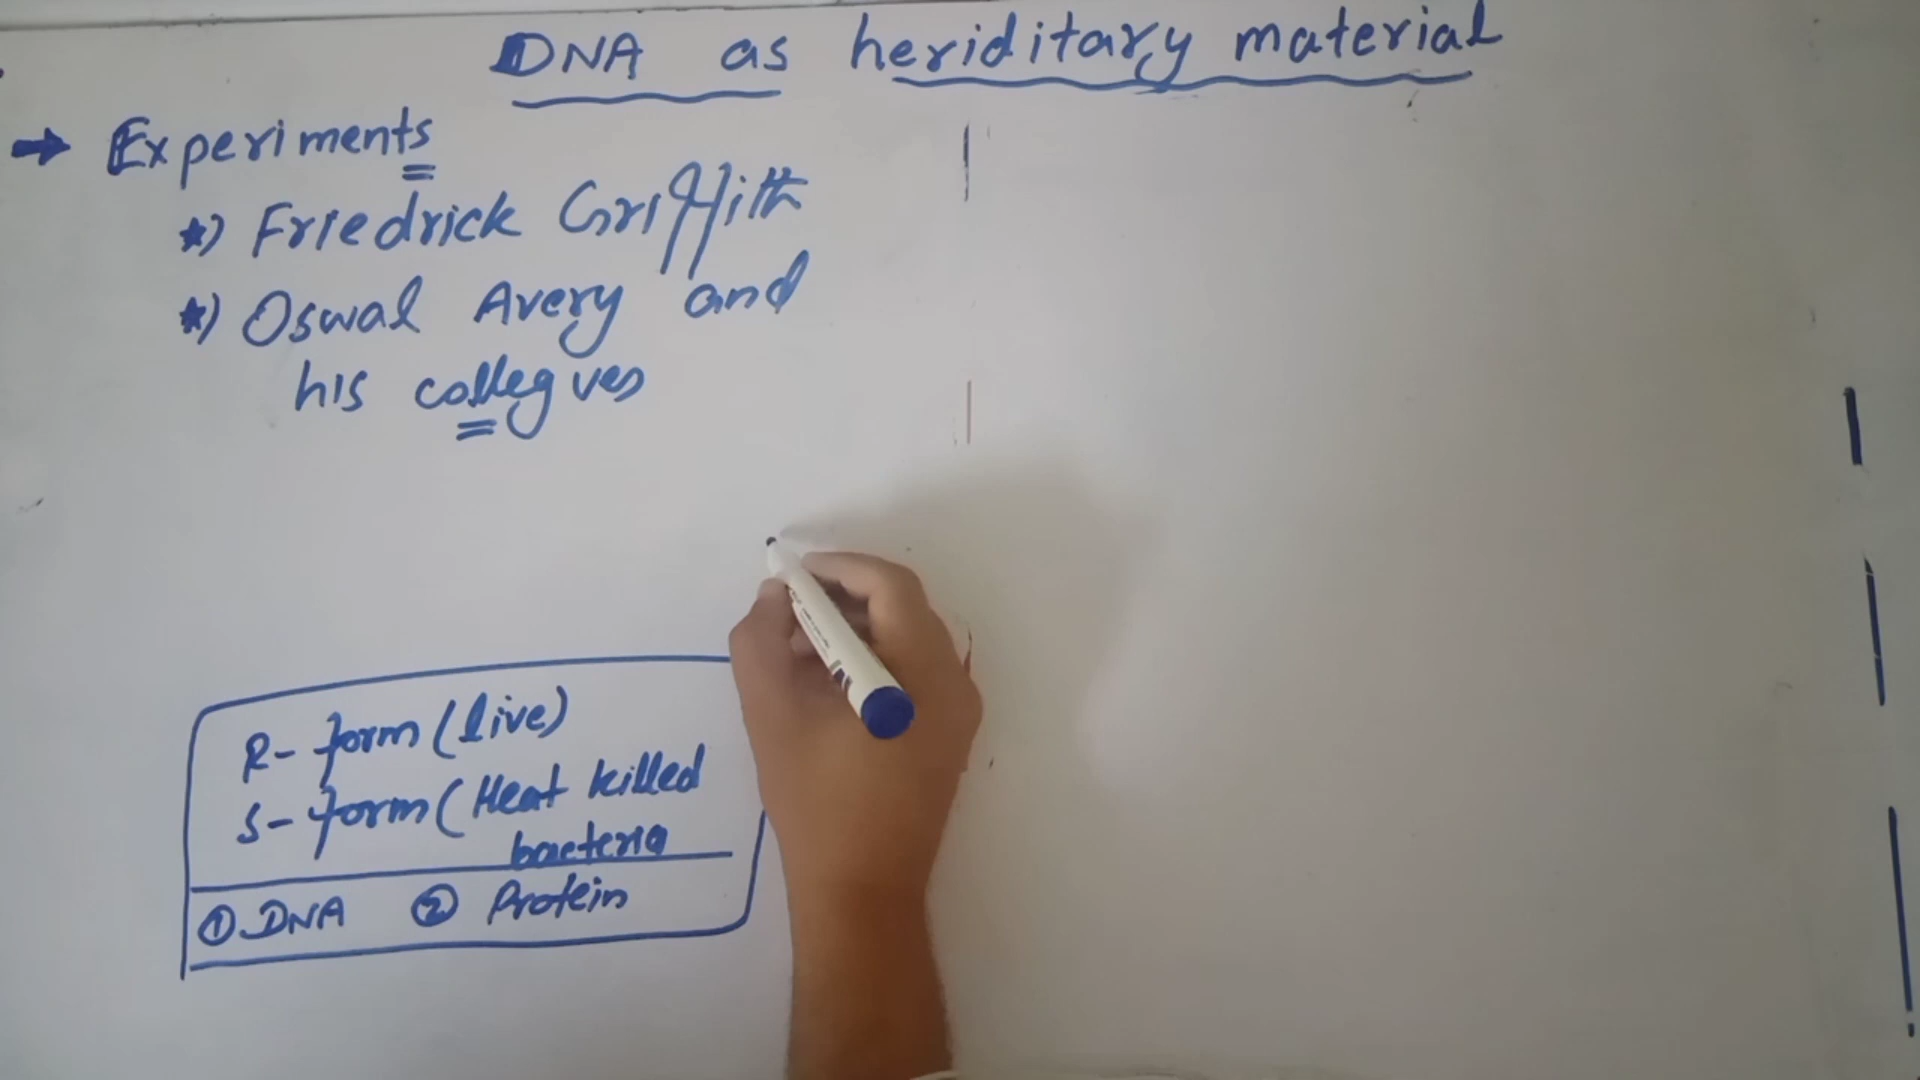 DNA as heriditary material
→ Experiments
*) Friedrick Griffith
*) Oswal Avery and
his collegues
R- form (live)
S- form (Heat killed
bacteria
① DNA ② Protein